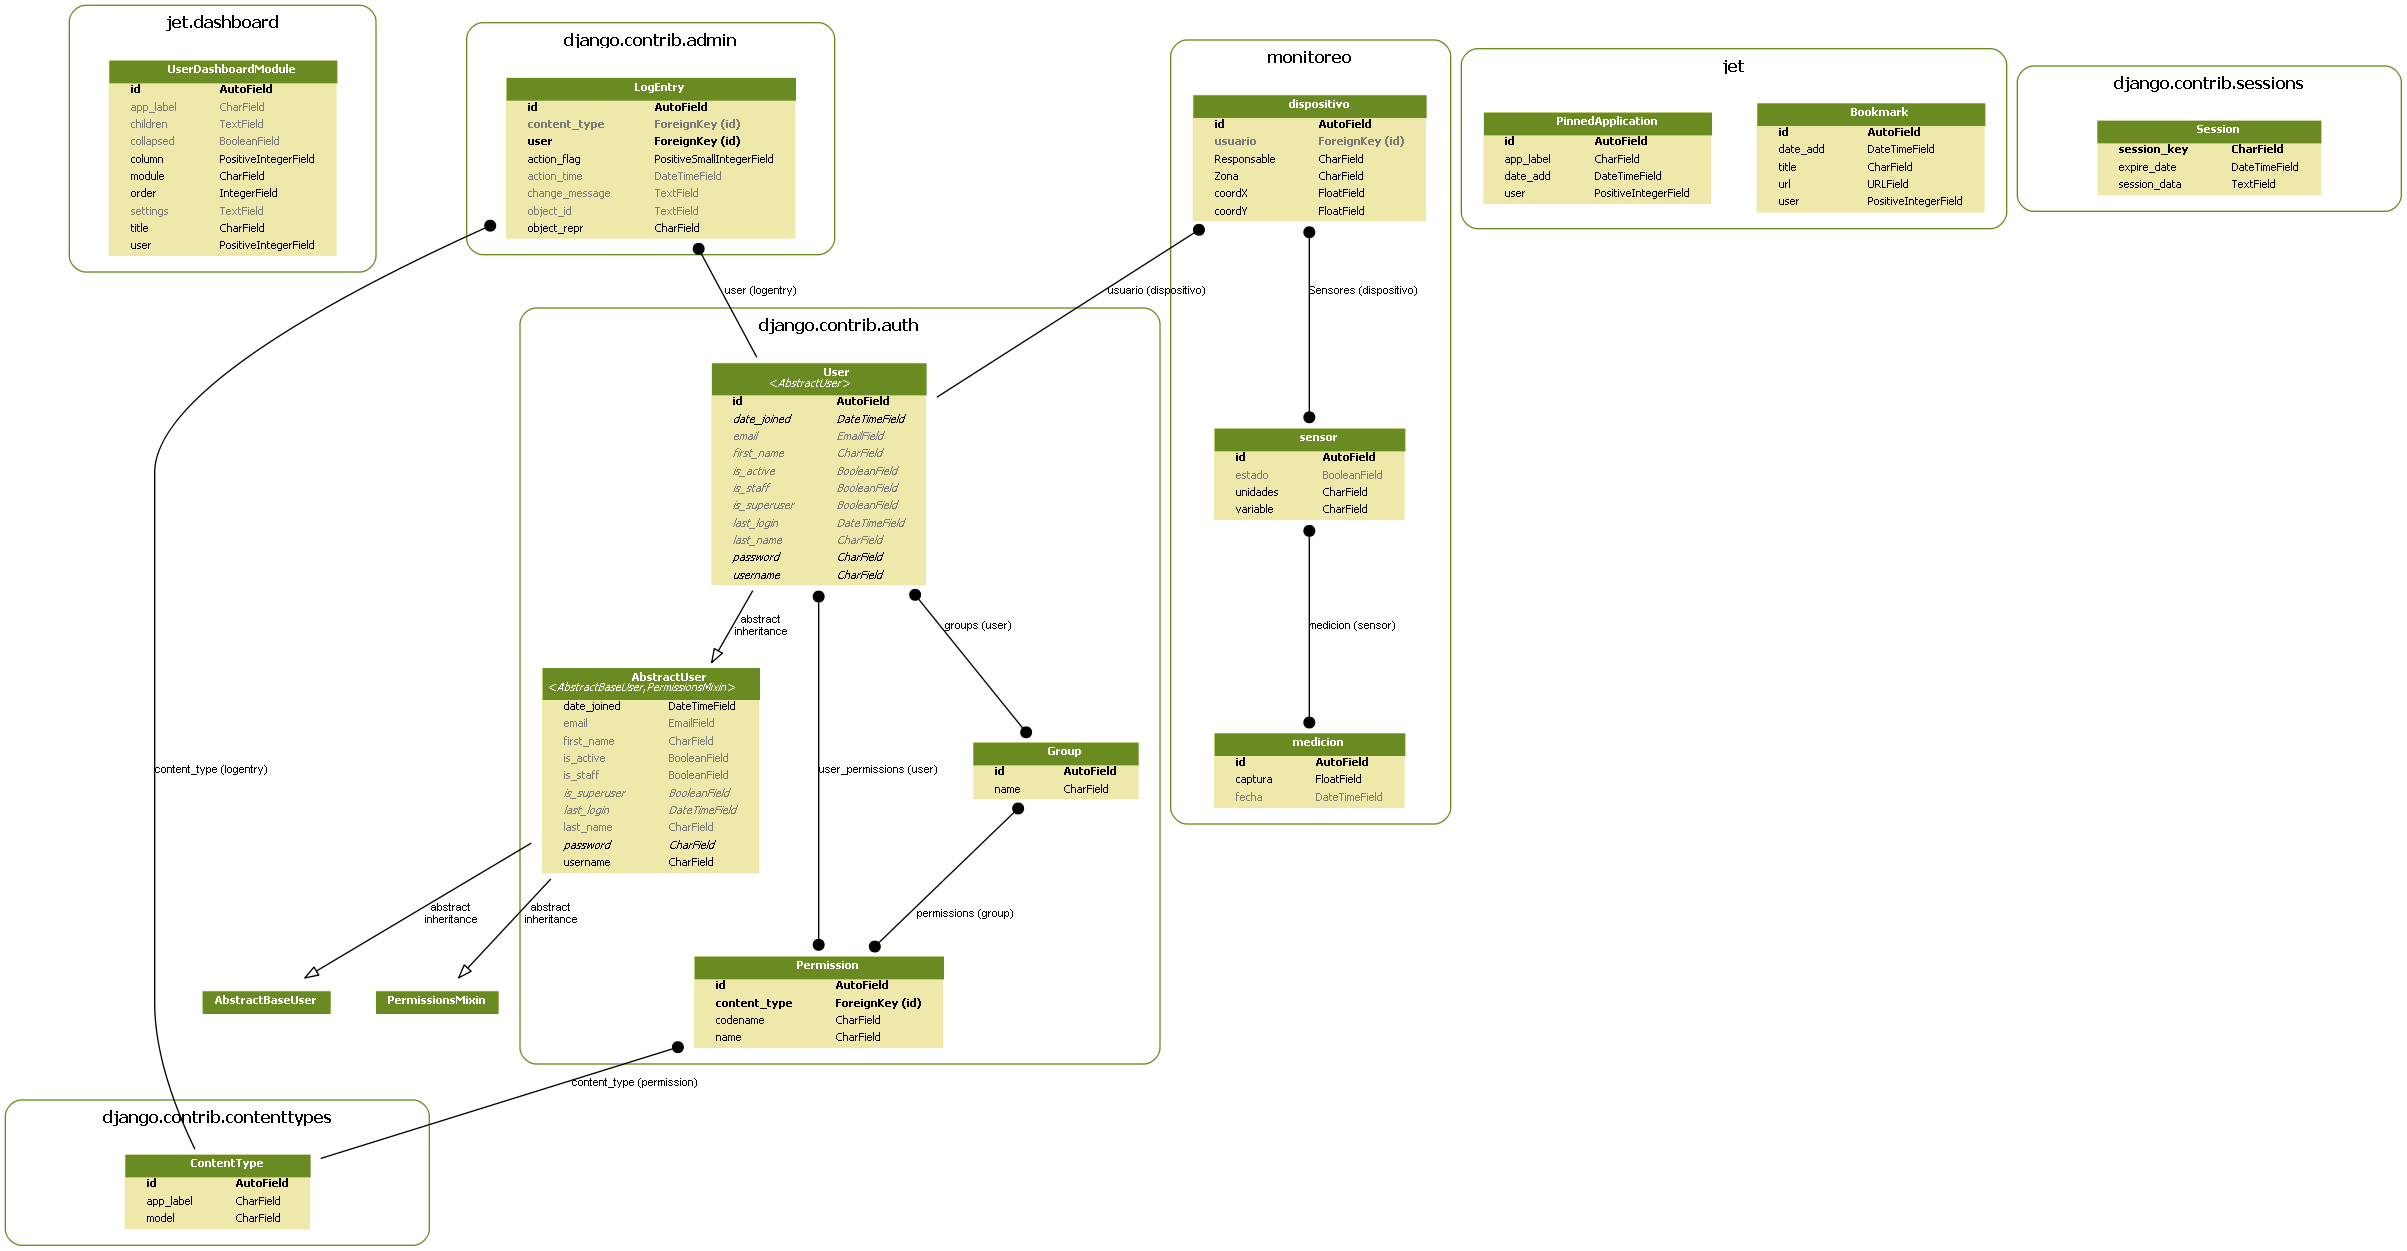 jet.dashboard
UserDashboardModule
id AutoField
app_label CharField
children TextField
collapsed BooleanField
column PositiveIntegerField
module CharField
order IntegerField
settings TextField
title CharField
user PositiveIntegerField
django.contrib.admin
LogEntry
id AutoField
content_type ForeignKey (id)
user ForeignKey (id)
action_flag PositiveSmallIntegerField
action_time DateTimeField
change_message TextField
object_id TextField
object_repr CharField
monitoreo
dispositivo
id AutoField
usuario ForeignKey (id)
Responsable CharField
Zona CharField
coordX FloatField
coordY FloatField
jet
PinnedApplication
id AutoField
app_label CharField
date_add DateTimeField
user PositiveIntegerField
Bookmark
id AutoField
date_add DateTimeField
title CharField
url URLField
user PositiveIntegerField
django.contrib.sessions
Session
session_key CharField
expire_date DateTimeField
session_data TextField
user (logentry)
usuario (dispositivo)
Sensores (dispositivo)
django.contrib.auth
User
<AbstractUser>
id AutoField
date_joined DateTimeField
email EmailField
first_name CharField
is_active BooleanField
is_staff BooleanField
is_superuser BooleanField
last_login DateTimeField
last_name CharField
password CharField
username CharField
sensor
id AutoField
estado BooleanField
unidades CharField
variable CharField
abstract
inheritance
groups (user)
medicion (sensor)
AbstractUser
<AbstractBaseUser,PermissionsMixin>
date_joined DateTimeField
email EmailField
first_name CharField
is_active BooleanField
is_staff BooleanField
is_superuser BooleanField
last_login DateTimeField
last_name CharField
password CharField
username CharField
content_type (logentry)
user_permissions (user)
Group
id AutoField
name CharField
medicion
id AutoField
captura FloatField
fecha DateTimeField
abstract
inheritance
abstract
inheritance
permissions (group)
AbstractBaseUser
PermissionsMixin
Permission
id AutoField
content_type ForeignKey (id)
codename CharField
name CharField
content_type (permission)
django.contrib.contenttypes
ContentType
id AutoField
app_label CharField
model CharField